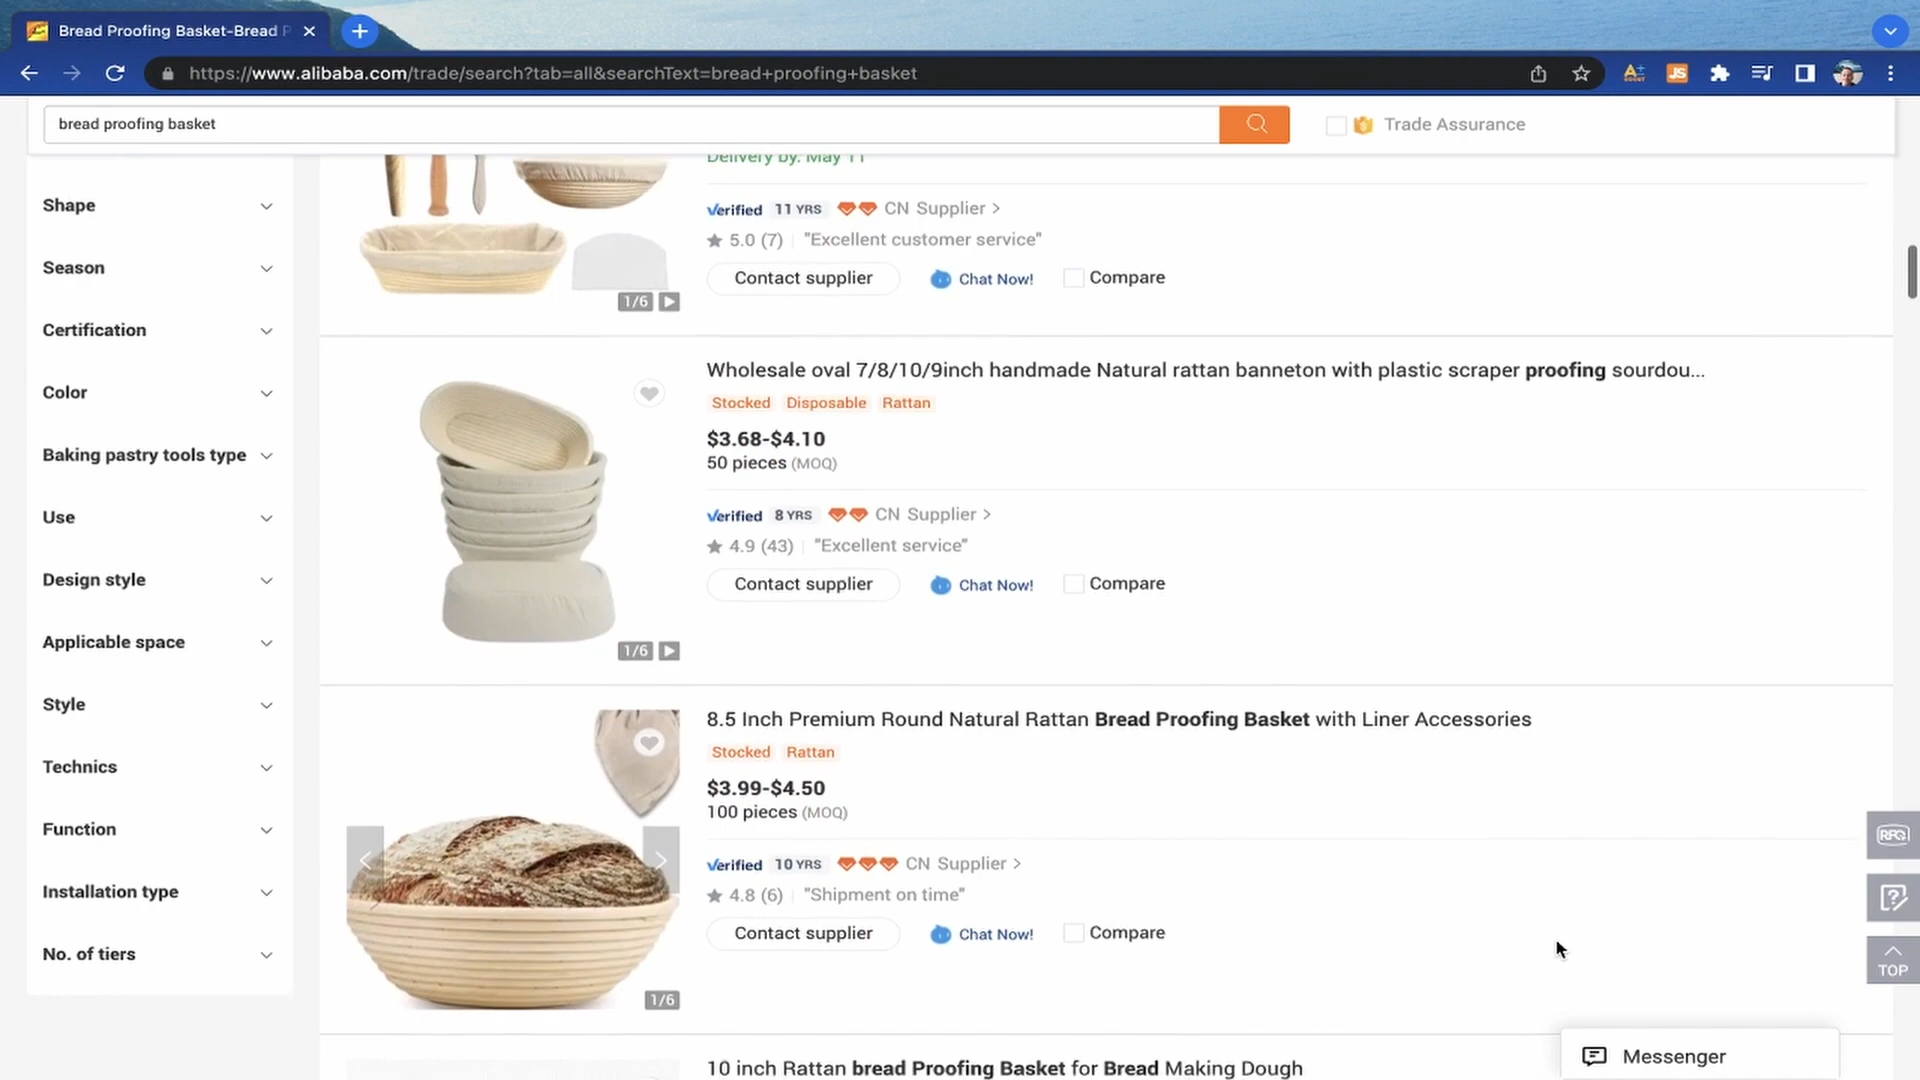 Bread Proofing Basket-Bread P
https://www.alibaba.com/trade/search?tab=all&searchText=bread+proofing+basket
JS
bread proofing basket
Trade Assurance
Shape
Season
Certification
Color
Baking pastry tools type
Use
Design style
Applicable space
Style
Technics
Function
Installation type
No. of tiers
Delivery by: May 11
Verified 11 YRS CN Supplier >
5.0 (7) "Excellent customer service"
Contact supplier Chat Now! Compare
1/6
Wholesale oval 7/8/10/9inch handmade Natural rattan banneton with plastic scraper proofing sourdou...
Stocked Disposable Rattan
$3.68-$4.10
50 pieces (MOQ)
Verified 8 YRS CN Supplier >
4.9 (43) "Excellent service"
Contact supplier Chat Now! Compare
1/6
8.5 Inch Premium Round Natural Rattan Bread Proofing Basket with Liner Accessories
Stocked Rattan
$3.99-$4.50
100 pieces (MOQ)
Verified 10 YRS CN Supplier >
4.8 (6) "Shipment on time"
Contact supplier Chat Now! Compare
1/6
10 inch Rattan bread Proofing Basket for Bread Making Dough
RFQ
TOP
Messenger